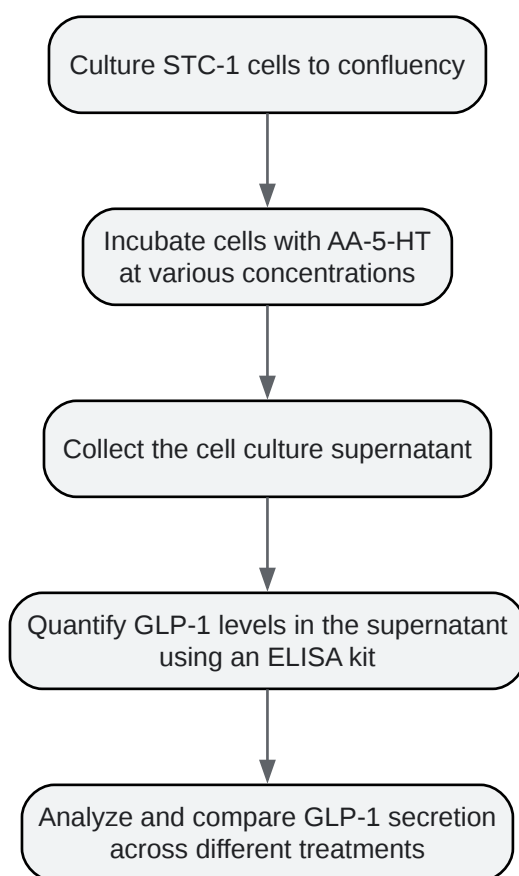 Culture STC-1 cells to confluency
Incubate cells with AA-5-HT
at various concentrations
Collect the cell culture supernatant
Quantify GLP-1 levels in the supernatant
using an ELISA kit
Analyze and compare GLP-1 secretion
across different treatments